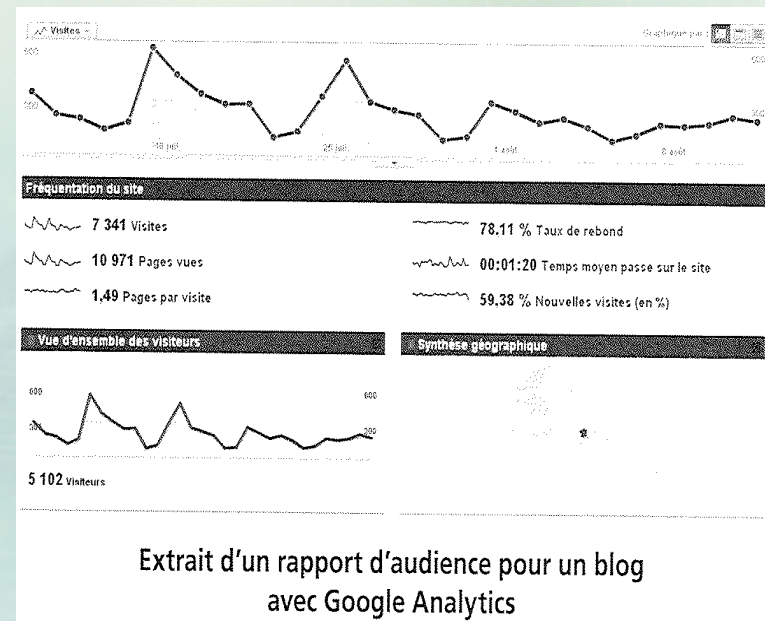 Visites
Graphique par :
600
600
300
300
18 juil.
25 juil.
1 août
8 août
Fréquentation du site
7 341 Visites
78.11 % Taux de rebond
10 971 Pages vues
00:01:20 Temps moyen passe sur le site
1,49 Pages par visite
59,38 % Nouvelles visites (en %)
Vue d'ensemble des visiteurs
Synthèse géographique
600
600
300
300
5 102 Visiteurs
Extrait d'un rapport d'audience pour un blog
avec Google Analytics